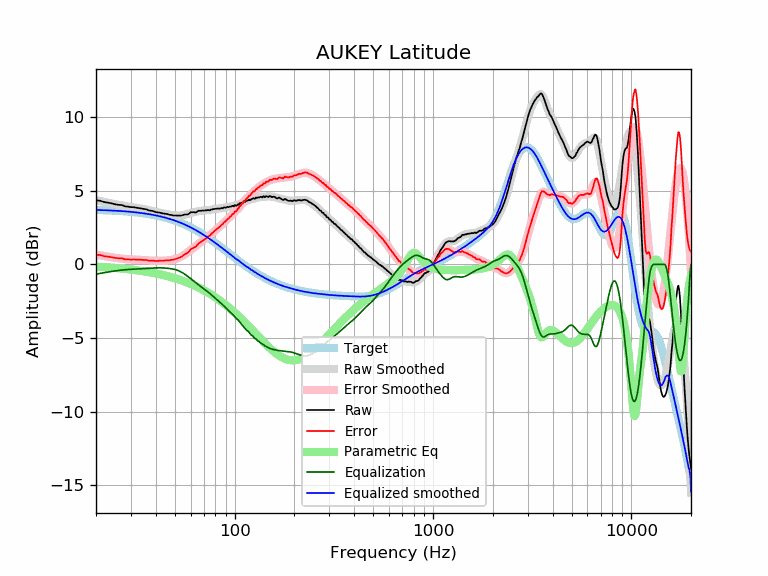 AUKEY Latitude
Amplitude (dBr)
10
5
0
−5
−10
−15
Target
Raw Smoothed
Error Smoothed
Raw
Error
Parametric Eq
Equalization
Equalized smoothed
100
1000
10000
Frequency (Hz)